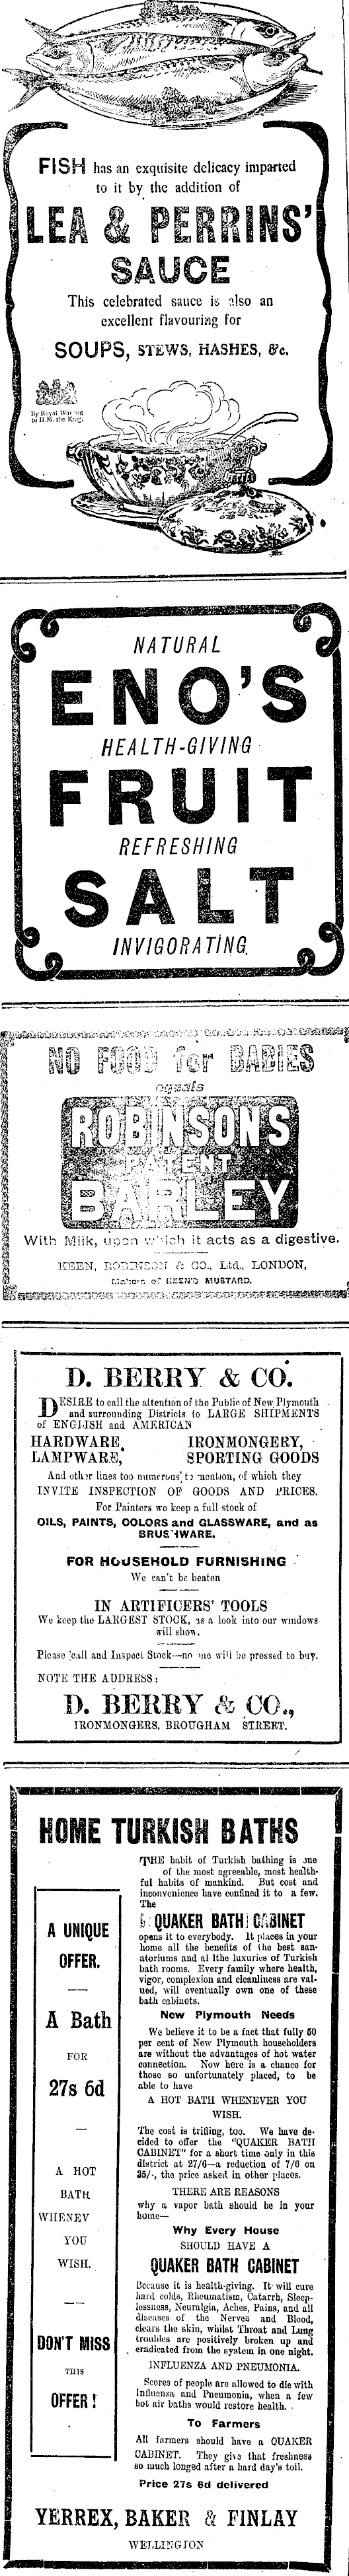 FISH has an exquisite delicacy imparted
to it by the addition of
LEA & PERRINS'
SAUCE
This celebrated sauce is also an
excellent flavouring for
SOUPS, STEWS, HASHES, &c.
By Royal Warrant
to H.M. the King.
NATURAL
ENO'S
HEALTH-GIVING
FRUIT
REFRESHING
SALT
INVIGORATING.
NO FOOD for BABIES
equals
ROBINSON'S
PATENT
BARLEY
With Milk, upon which it acts as a digestive.
KEEN, ROBINSON & CO., Ltd., LONDON,
Makers of KEEN'S MUSTARD.
D. BERRY & CO.
DESIRE to call the attention of the Public of New Plymouth
and surrounding Districts to LARGE SHIPMENTS
of ENGLISH and AMERICAN
HARDWARE, IRONMONGERY,
LAMPWARE, SPORTING GOODS
And other lines too numerous to mention, of which they
INVITE INSPECTION OF GOODS AND PRICES.
For Painters we keep a full stock of
OILS, PAINTS, COLORS and GLASSWARE, and as
BRUSHWARE.
FOR HOUSEHOLD FURNISHING
We can't be beaten
IN ARTIFICERS' TOOLS
We keep the LARGEST STOCK, as a look into our windows
will show.
Please call and Inspect Stock—no one will be pressed to buy.
NOTE THE ADDRESS:
D. BERRY & CO.,
IRONMONGERS, BROUGHAM STREET.
HOME TURKISH BATHS
A UNIQUE
OFFER.
A Bath
FOR
27s 6d
A HOT
BATH
WHENEV
YOU
WISH.
DON'T MISS
THIS
OFFER!
THE habit of Turkish bathing is one
of the most agreeable, most health-
ful habits of mankind. But cost and
inconvenience have confined it to a few.
The
QUAKER BATH CABINET
opens it to everybody. It places in your
home all the benefits of the best san-
atoriums and al lthe luxuries of Turkish
bath rooms. Every family where health,
vigor, complexion and cleanliness are val-
ued, will eventually own one of these
bath cabinets.
New Plymouth Needs
We believe it to be a fact that fully 50
per cent of New Plymouth householders
are without the advantages of hot water
connection. Now here is a chance for
those so unfortunately placed, to be
able to have
A HOT BATH WHENEVER YOU
WISH.
The cost is trifling, too. We have de-
cided to offer the "QUAKER BATH
CABINET" for a short time only in this
district at 27/6—a reduction of 7/6 on
35/-, the price asked in other places.
THERE ARE REASONS
why a vapor bath should be in your
home—
Why Every House
SHOULD HAVE A
QUAKER BATH CABINET
Because it is health-giving. It will cure
hard colds, Rheumatism, Catarrh, Sleep-
lessness, Neuralgia, Aches, Pains, and all
diseases of the Nerves and Blood,
clears the skin, whilst Throat and Lung
troubles are positively broken up and
eradicated from the system in one night.
INFLUENZA AND PNEUMONIA.
Scores of people are allowed to die with
Influenza and Pneumonia, when a few
hot air baths would restore health.
To Farmers
All farmers should have a QUAKER
CABINET. They give that freshness
so much longed after a hard day's toil.
Price 27s 6d delivered
YERREX, BAKER & FINLAY
WELLINGTON